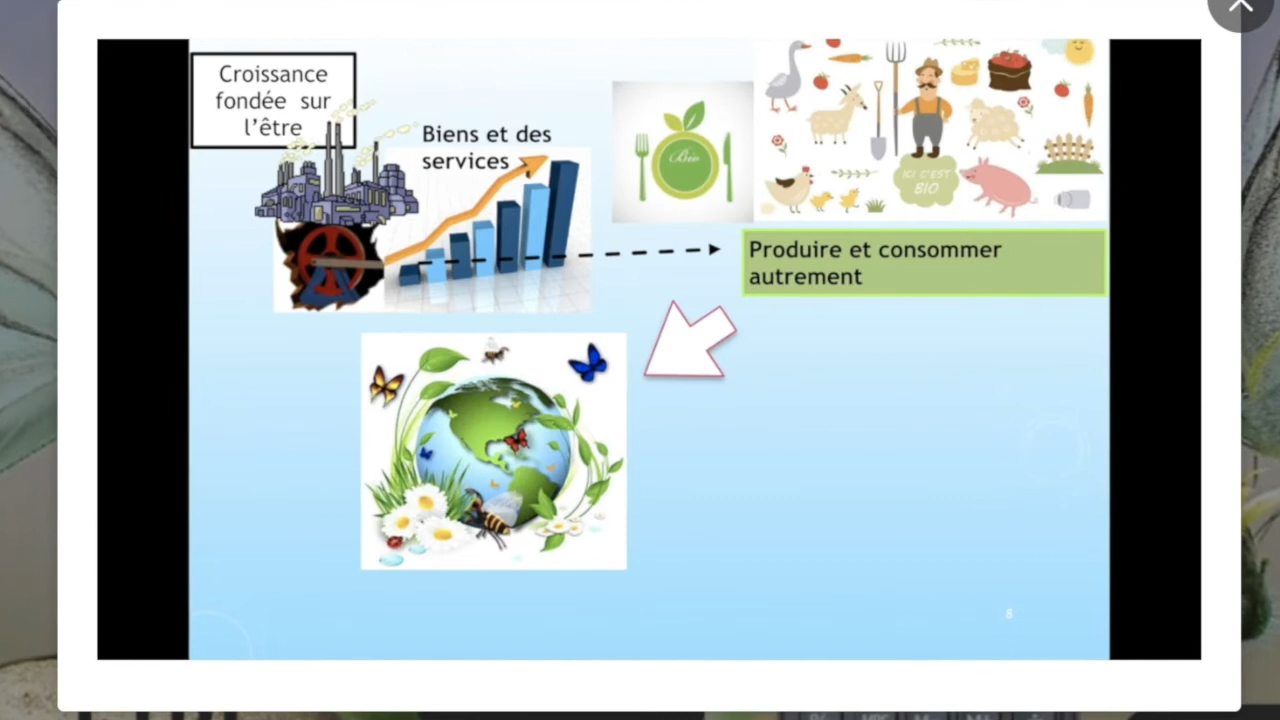 Croissance
fondée sur
l'être
Biens et des
services
Bio
ICI C'EST
BIO
Produire et consommer
autrement
8